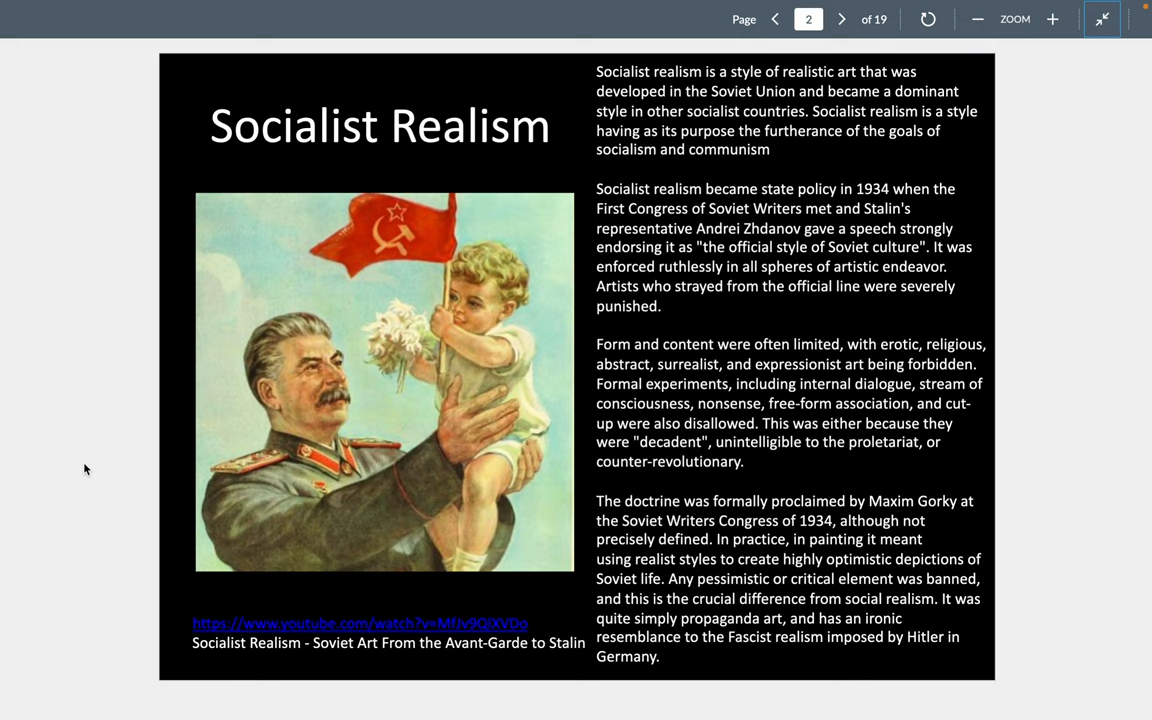 Page 2 of 19 ZOOM
Socialist Realism
https://www.youtube.com/watch?v=MfJv9QIXVDo
Socialist Realism - Soviet Art From the Avant-Garde to Stalin
Socialist realism is a style of realistic art that was
developed in the Soviet Union and became a dominant
style in other socialist countries. Socialist realism is a style
having as its purpose the furtherance of the goals of
socialism and communism
Socialist realism became state policy in 1934 when the
First Congress of Soviet Writers met and Stalin's
representative Andrei Zhdanov gave a speech strongly
endorsing it as "the official style of Soviet culture". It was
enforced ruthlessly in all spheres of artistic endeavor.
Artists who strayed from the official line were severely
punished.
Form and content were often limited, with erotic, religious,
abstract, surrealist, and expressionist art being forbidden.
Formal experiments, including internal dialogue, stream of
consciousness, nonsense, free-form association, and cut-
up were also disallowed. This was either because they
were "decadent", unintelligible to the proletariat, or
counter-revolutionary.
The doctrine was formally proclaimed by Maxim Gorky at
the Soviet Writers Congress of 1934, although not
precisely defined. In practice, in painting it meant
using realist styles to create highly optimistic depictions of
Soviet life. Any pessimistic or critical element was banned,
and this is the crucial difference from social realism. It was
quite simply propaganda art, and has an ironic
resemblance to the Fascist realism imposed by Hitler in
Germany.